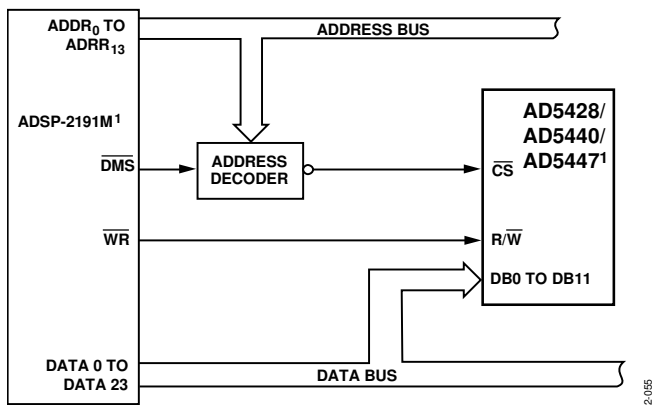 ADDR0 TO
ADRR13
ADDRESS BUS
ADSP-2191M1
DMS
ADDRESS
DECODER
AD5428/
AD5440/
AD54471
CS
WR
R/W
DB0 TO DB11
DATA 0 TO
DATA 23
DATA BUS
2-055